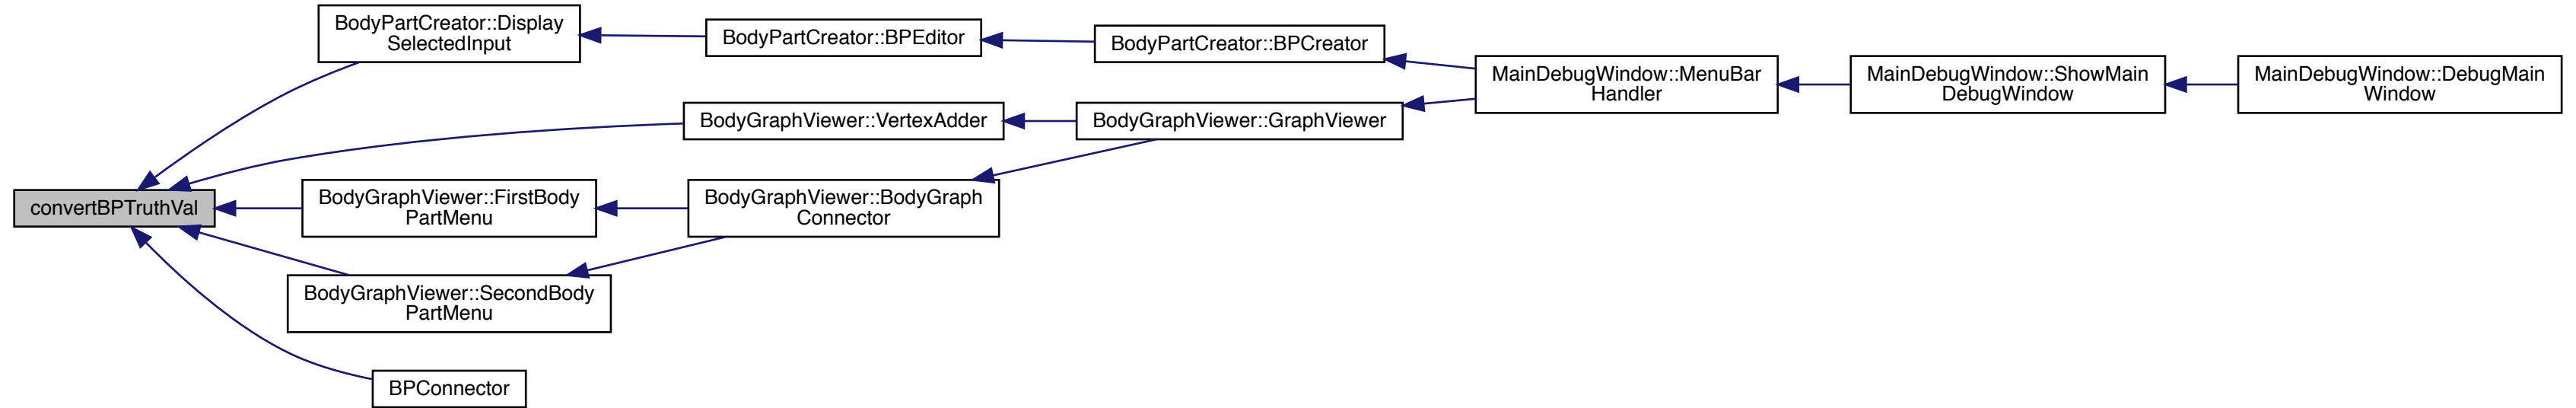 BodyPartCreator::Display
SelectedInput
BodyPartCreator::BPEditor
BodyPartCreator::BPCreator
MainDebugWindow::MenuBar
Handler
MainDebugWindow::ShowMain
DebugWindow
MainDebugWindow::DebugMain
Window
BodyGraphViewer::VertexAdder
BodyGraphViewer::GraphViewer
convertBPTruthVal
BodyGraphViewer::FirstBody
PartMenu
BodyGraphViewer::BodyGraph
Connector
BodyGraphViewer::SecondBody
PartMenu
BPConnector